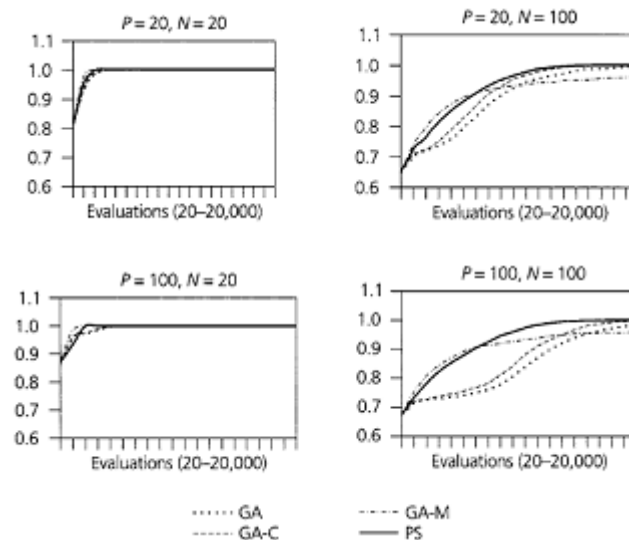 P = 20, N = 20
1.1
1.0
0.9
0.8
0.7
0.6
Evaluations (20–20,000)
P = 20, N = 100
1.1
1.0
0.9
0.8
0.7
0.6
Evaluations (20–20,000)
P = 100, N = 20
1.1
1.0
0.9
0.8
0.7
0.6
Evaluations (20–20,000)
P = 100, N = 100
1.1
1.0
0.9
0.8
0.7
0.6
Evaluations (20–20,000)
GA
GA-M
GA-C
PS